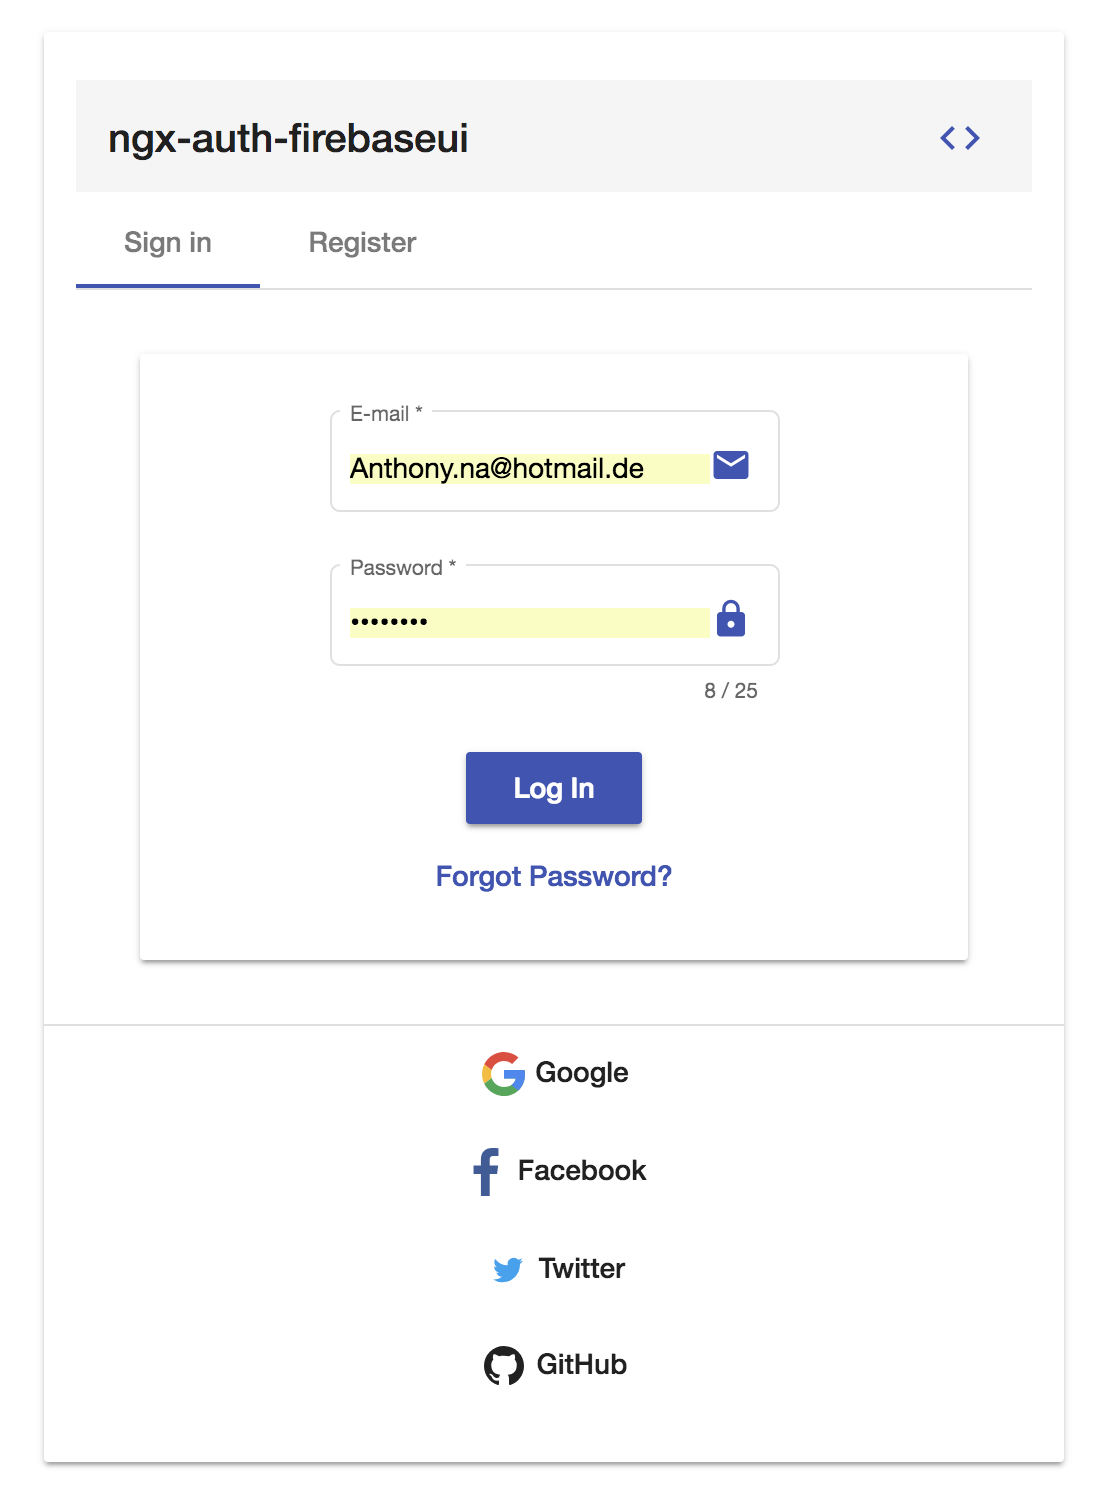 ngx-auth-firebaseui
Sign in Register
E-mail *
Anthony.na@hotmail.de
Password *
••••••••
8 / 25
Log In
Forgot Password?
Google
Facebook
Twitter
GitHub